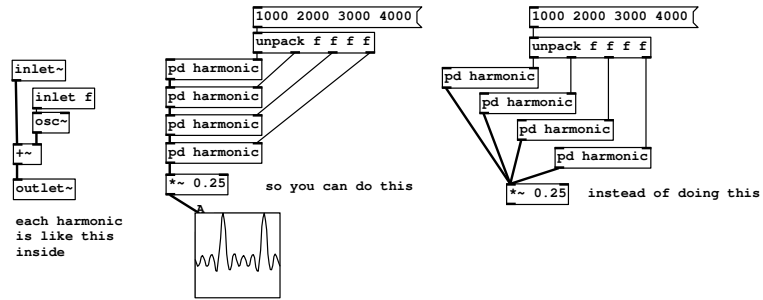 inlet~
inlet f
osc~
+~
outlet~
each harmonic
is like this
inside
1000 2000 3000 4000
unpack f f f f
pd harmonic
pd harmonic
pd harmonic
pd harmonic
*~ 0.25
so you can do this
A
1000 2000 3000 4000
unpack f f f f
pd harmonic
pd harmonic
pd harmonic
pd harmonic
*~ 0.25
instead of doing this